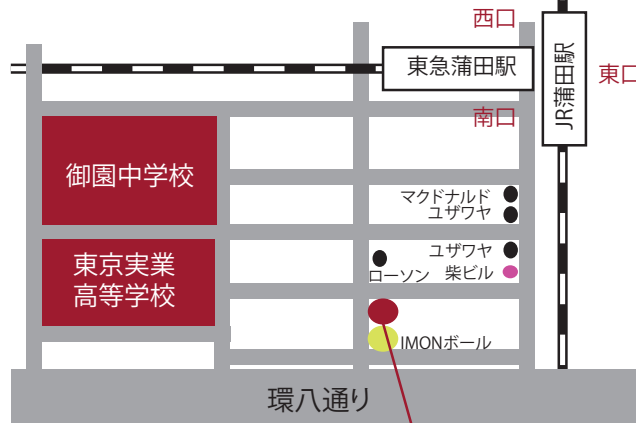 西口
東急蒲田駅
JR蒲田駅
東口
南口
御園中学校
マクドナルド
ユザワヤ
ユザワヤ
ローソン
柴ビル
東京実業
高等学校
IMONボール
環八通り